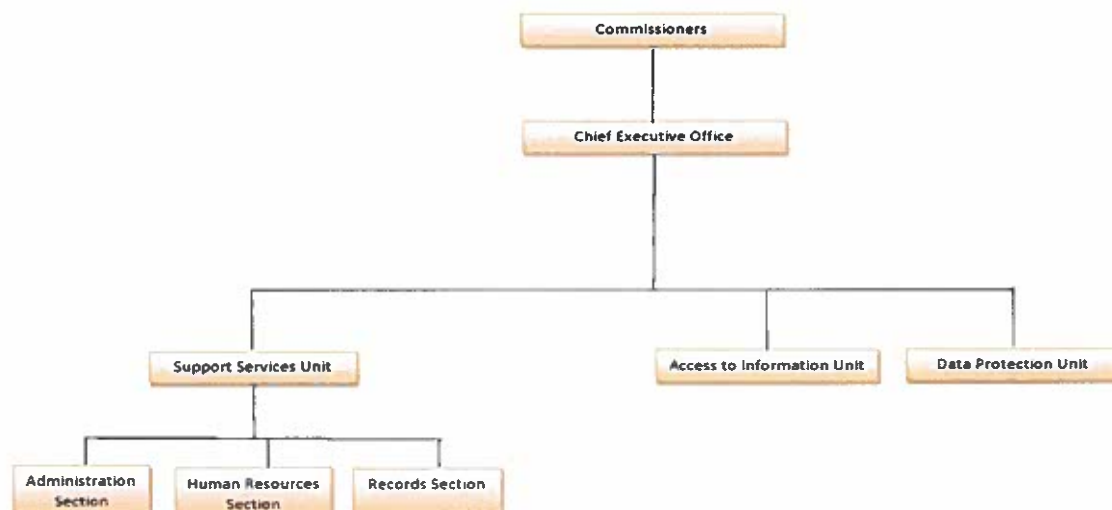 Commissioners
Chief Executive Office
Support Services Unit
Access to Information Unit
Data Protection Unit
Administration
Section
Human Resources
Section
Records Section